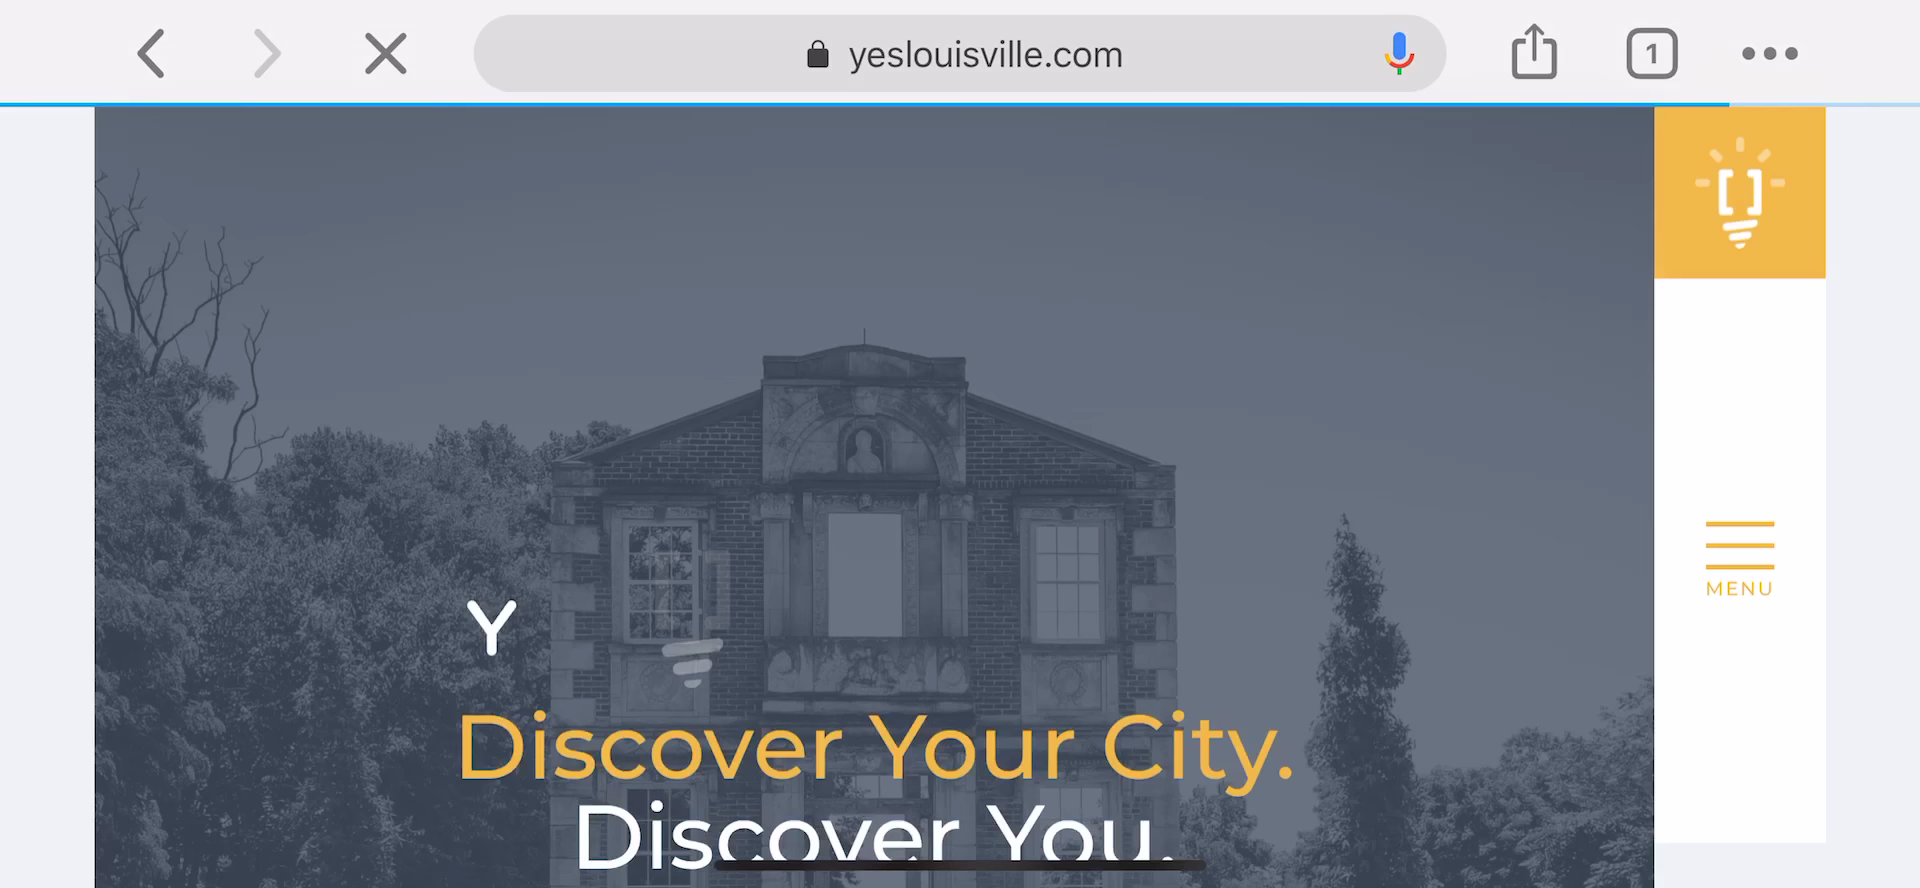 yeslouisville.com
1
[ ]
MENU
Y
Discover Your City.
Discover You.